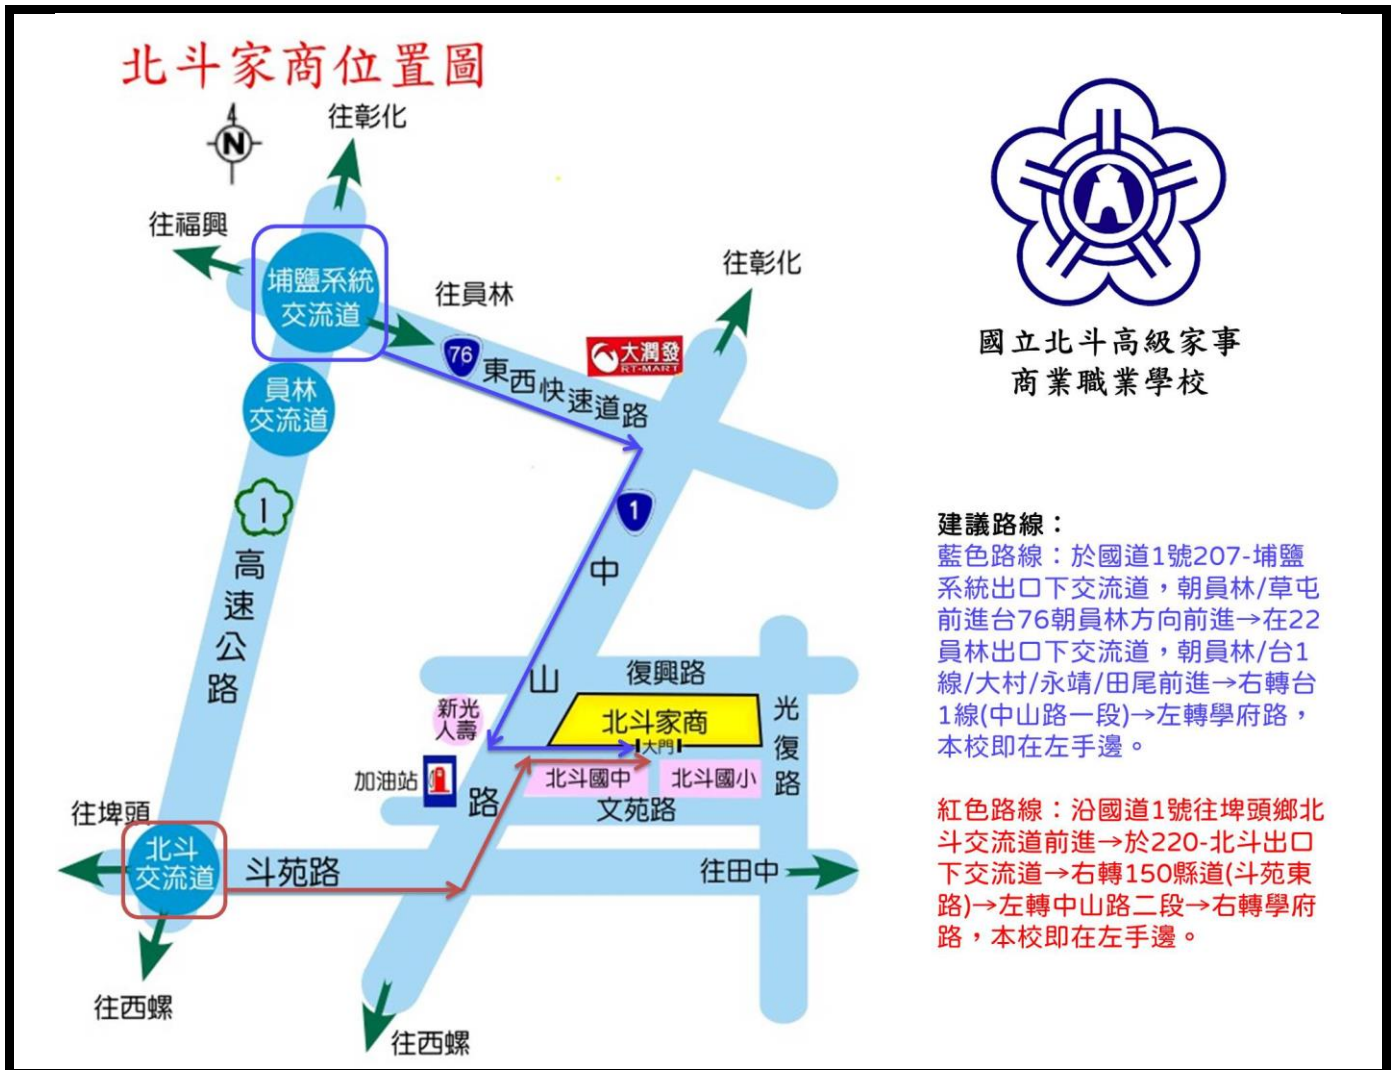 北斗家商位置圖
N
往彰化
往福興
埔鹽系統
交流道
往員林
76
東西快速道路
大潤發
RT-MART
往彰化
員林
交流道
1
高速公路
1
中山路
復興路
新光
人壽
北斗家商
大門
光復路
加油站
北斗國中
北斗國小
文苑路
往埤頭
北斗
交流道
斗苑路
往田中
往西螺
往西螺
國立北斗高級家事
商業職業學校
建議路線：
藍色路線：於國道1號207-埔鹽
系統出口下交流道，朝員林/草屯
前進台76朝員林方向前進→在22
員林出口下交流道，朝員林/台1
線/大村/永靖/田尾前進→右轉台
1線(中山路一段)→左轉學府路，
本校即在左手邊。
紅色路線：沿國道1號往埤頭鄉北
斗交流道前進→於220-北斗出口
下交流道→右轉150縣道(斗苑東
路)→左轉中山路二段→右轉學府
路，本校即在左手邊。